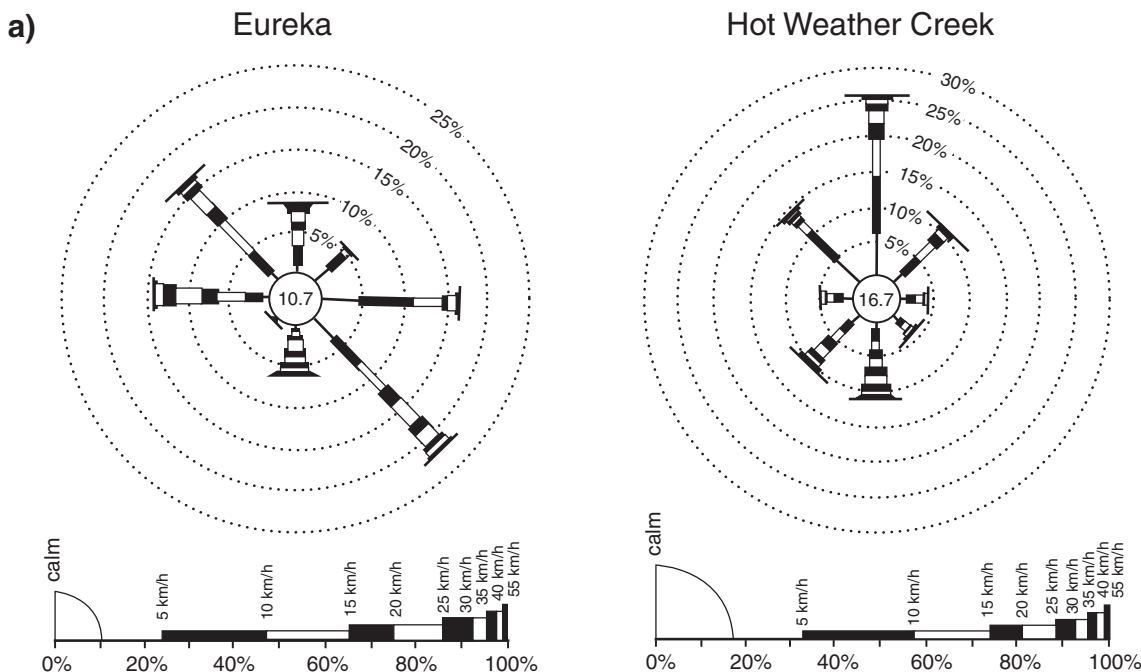 a)
Eureka
Hot Weather Creek
25%
20%
15%
10%
5%
10.7
30%
25%
20%
15%
10%
5%
16.7
calm
5 km/h
10 km/h
15 km/h
20 km/h
25 km/h
30 km/h
35 km/h
40 km/h
55 km/h
0% 20% 40% 60% 80% 100%
calm
5 km/h
10 km/h
15 km/h
20 km/h
25 km/h
30 km/h
35 km/h
40 km/h
55 km/h
0% 20% 40% 60% 80% 100%